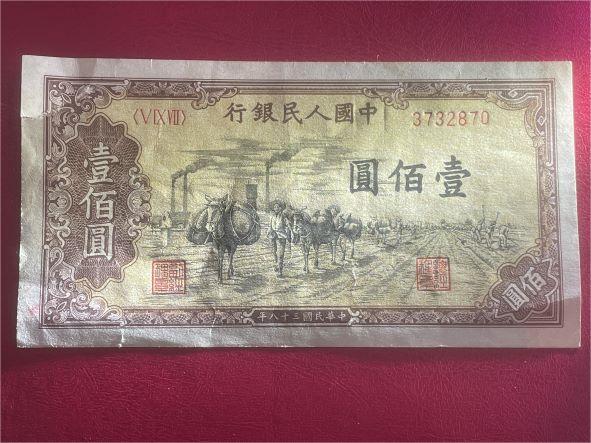 中國人民銀行
〈VIXVII〉
3732870
壹佰圓
壹佰圓
佰圓
中華民國三十八年